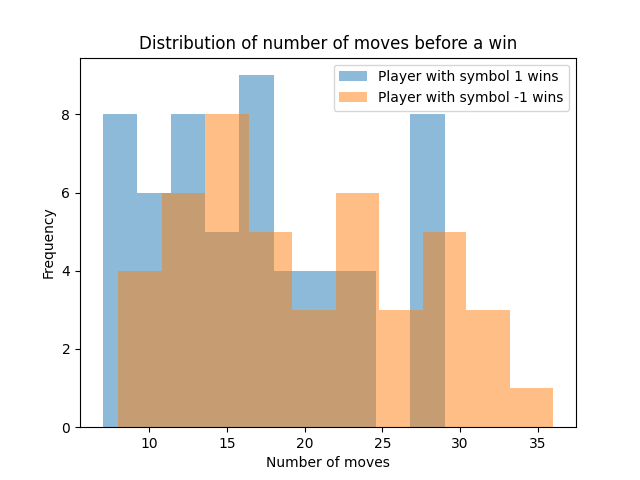 Distribution of number of moves before a win
Player with symbol 1 wins
Player with symbol -1 wins
8
6
4
2
0
Frequency
10 15 20 25 30 35
Number of moves